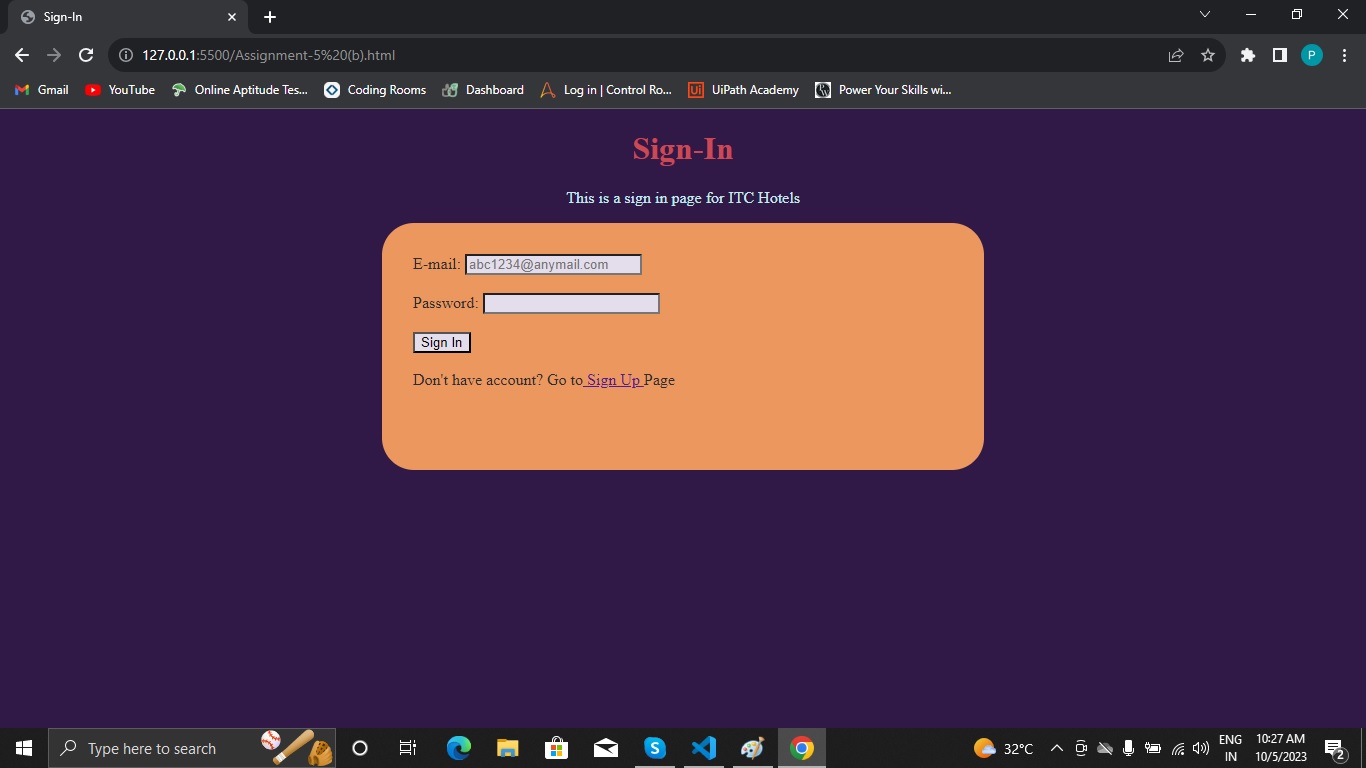 Sign-In
127.0.0.1:5500/Assignment-5%20(b).html
P
Gmail YouTube Online Aptitude Tes... Coding Rooms Dashboard Log in | Control Ro... UiPath Academy Power Your Skills wi...
Sign-In
This is a sign in page for ITC Hotels
E-mail: abc1234@anymail.com
Password:
Sign In
Don't have account? Go to Sign Up Page
Type here to search
32°C
ENG
IN
10:27 AM
10/5/2023
2